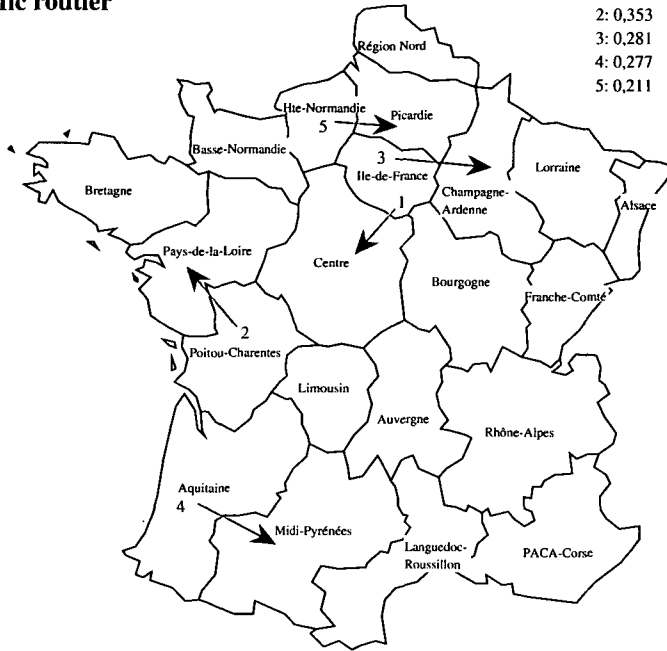 fic routier
2: 0,353
3: 0,281
4: 0,277
5: 0,211
Région Nord
Hte-Normandie
5
Picardie
Basse-Normandie
3
Ile-de-France
Lorraine
Bretagne
Champagne-
Ardenne
Alsace
1
Pays-de-la-Loire
Centre
Bourgogne
Franche-Comté
2
Poitou-Charentes
Limousin
Auvergne
Rhône-Alpes
Aquitaine
4
Midi-Pyrénées
Languedoc-
Roussillon
PACA-Corse